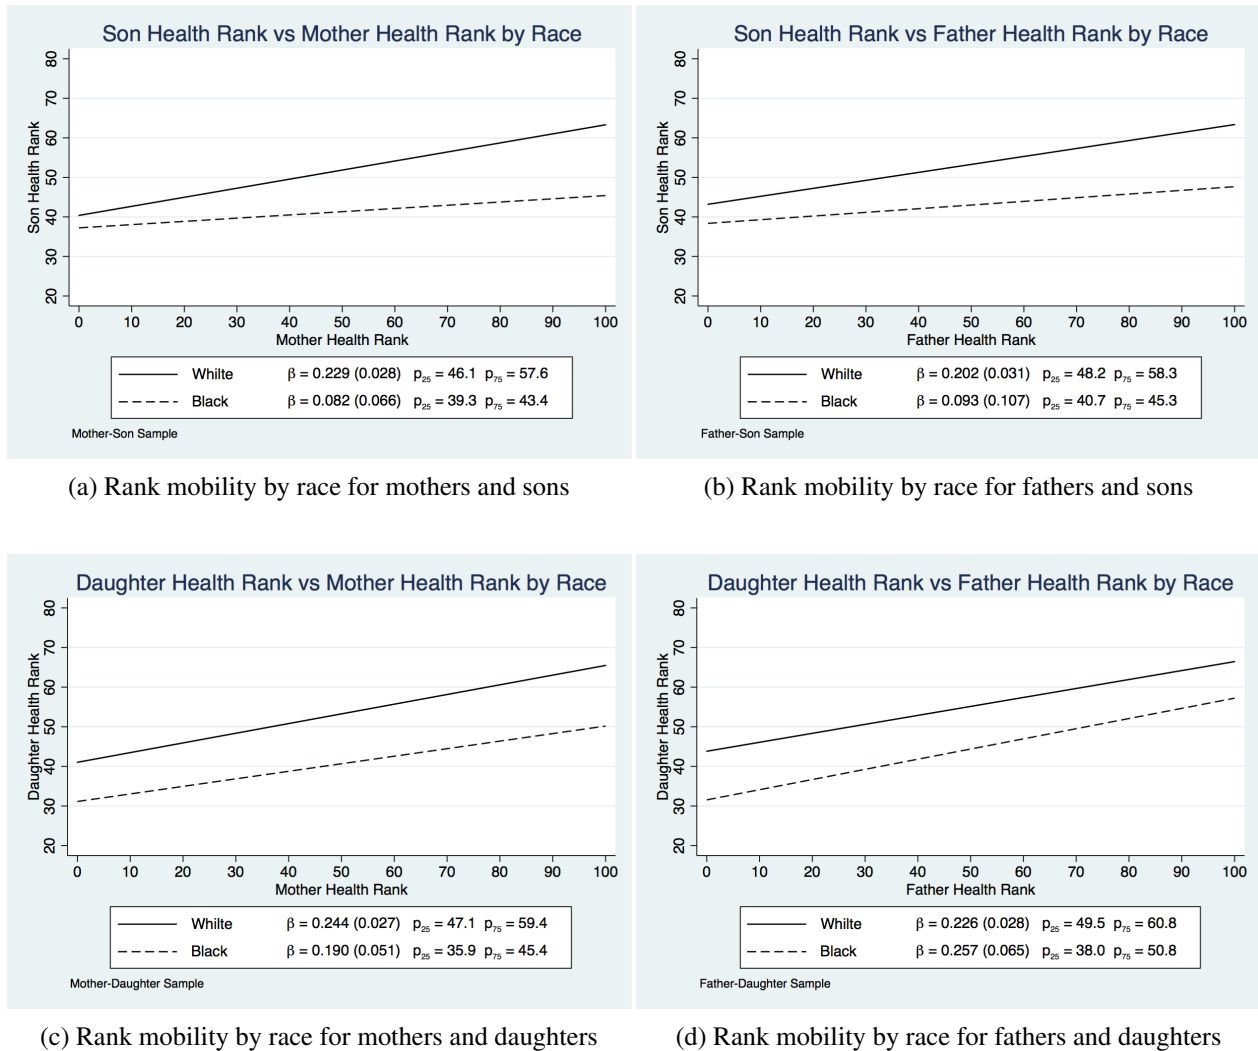 Son Health Rank vs Mother Health Rank by Race
80
70
60
50
40
30
20
Son Health Rank
0 10 20 30 40 50 60 70 80 90 100
Mother Health Rank
Whilte β = 0.229 (0.028) p25 = 46.1 p75 = 57.6
Black β = 0.082 (0.066) p25 = 39.3 p75 = 43.4
Mother-Son Sample
(a) Rank mobility by race for mothers and sons
Son Health Rank vs Father Health Rank by Race
80
70
60
50
40
30
20
Son Health Rank
0 10 20 30 40 50 60 70 80 90 100
Father Health Rank
Whilte β = 0.202 (0.031) p25 = 48.2 p75 = 58.3
Black β = 0.093 (0.107) p25 = 40.7 p75 = 45.3
Father-Son Sample
(b) Rank mobility by race for fathers and sons
Daughter Health Rank vs Mother Health Rank by Race
80
70
60
50
40
30
20
Daughter Health Rank
0 10 20 30 40 50 60 70 80 90 100
Mother Health Rank
Whilte β = 0.244 (0.027) p25 = 47.1 p75 = 59.4
Black β = 0.190 (0.051) p25 = 35.9 p75 = 45.4
Mother-Daughter Sample
(c) Rank mobility by race for mothers and daughters
Daughter Health Rank vs Father Health Rank by Race
80
70
60
50
40
30
20
Daughter Health Rank
0 10 20 30 40 50 60 70 80 90 100
Father Health Rank
Whilte β = 0.226 (0.028) p25 = 49.5 p75 = 60.8
Black β = 0.257 (0.065) p25 = 38.0 p75 = 50.8
Father-Daughter Sample
(d) Rank mobility by race for fathers and daughters